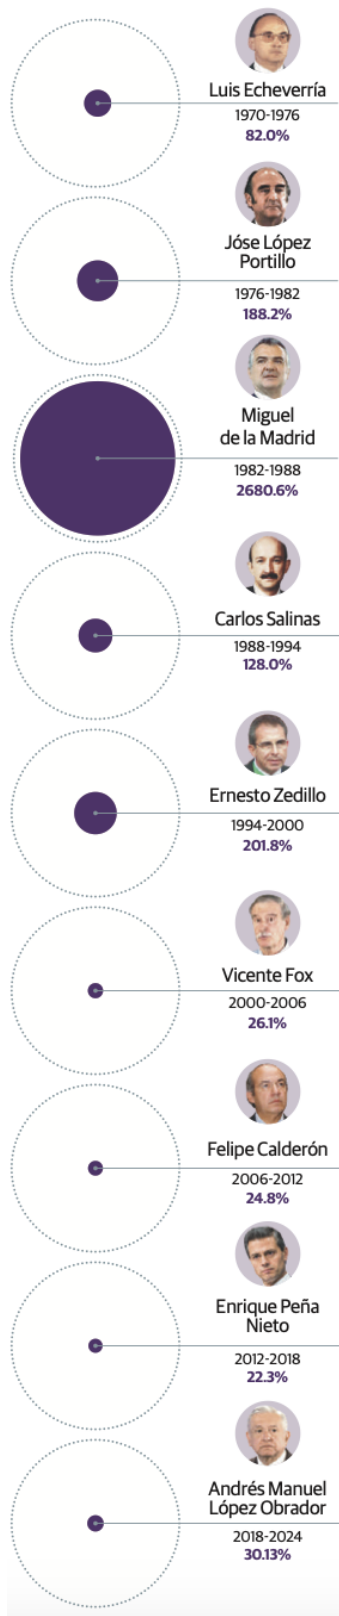 Luis Echeverría
1970-1976
82.0%
Jóse López
Portillo
1976-1982
188.2%
Miguel
de la Madrid
1982-1988
2680.6%
Carlos Salinas
1988-1994
128.0%
Ernesto Zedillo
1994-2000
201.8%
Vicente Fox
2000-2006
26.1%
Felipe Calderón
2006-2012
24.8%
Enrique Peña
Nieto
2012-2018
22.3%
Andrés Manuel
López Obrador
2018-2024
30.13%